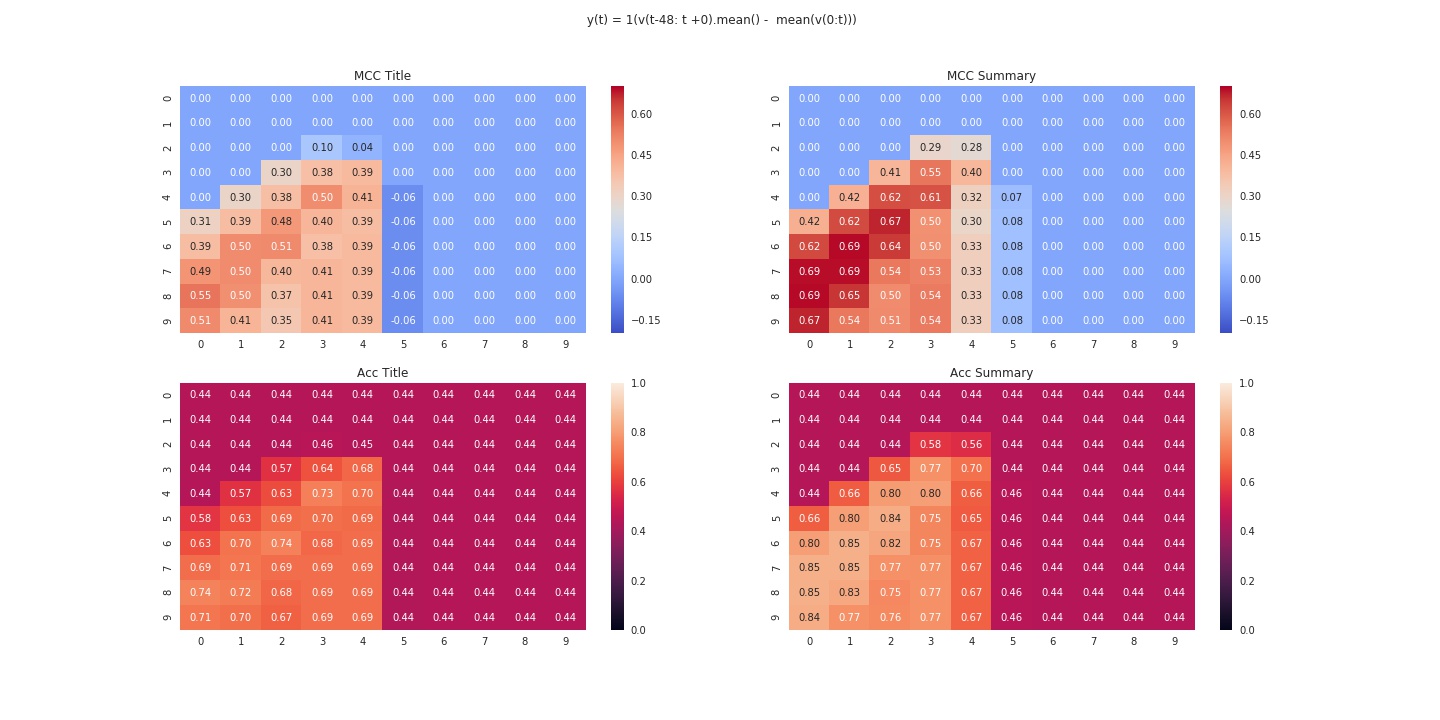 y(t) = 1(v(t-48: t +0).mean() -  mean(v(0:t)))
MCC Title
0 0.00 0.00 0.00 0.00 0.00 0.00 0.00 0.00 0.00 0.00
1 0.00 0.00 0.00 0.00 0.00 0.00 0.00 0.00 0.00 0.00
2 0.00 0.00 0.00 0.10 0.04 0.00 0.00 0.00 0.00 0.00
3 0.00 0.00 0.30 0.38 0.39 0.00 0.00 0.00 0.00 0.00
4 0.00 0.30 0.38 0.50 0.41 -0.06 0.00 0.00 0.00 0.00
5 0.31 0.39 0.48 0.40 0.39 -0.06 0.00 0.00 0.00 0.00
6 0.39 0.50 0.51 0.38 0.39 -0.06 0.00 0.00 0.00 0.00
7 0.49 0.50 0.40 0.41 0.39 -0.06 0.00 0.00 0.00 0.00
8 0.55 0.50 0.37 0.41 0.39 -0.06 0.00 0.00 0.00 0.00
9 0.51 0.41 0.35 0.41 0.39 -0.06 0.00 0.00 0.00 0.00
0 1 2 3 4 5 6 7 8 9
0.60
0.45
0.30
0.15
0.00
−0.15
MCC Summary
0 0.00 0.00 0.00 0.00 0.00 0.00 0.00 0.00 0.00 0.00
1 0.00 0.00 0.00 0.00 0.00 0.00 0.00 0.00 0.00 0.00
2 0.00 0.00 0.00 0.29 0.28 0.00 0.00 0.00 0.00 0.00
3 0.00 0.00 0.41 0.55 0.40 0.00 0.00 0.00 0.00 0.00
4 0.00 0.42 0.62 0.61 0.32 0.07 0.00 0.00 0.00 0.00
5 0.42 0.62 0.67 0.50 0.30 0.08 0.00 0.00 0.00 0.00
6 0.62 0.69 0.64 0.50 0.33 0.08 0.00 0.00 0.00 0.00
7 0.69 0.69 0.54 0.53 0.33 0.08 0.00 0.00 0.00 0.00
8 0.69 0.65 0.50 0.54 0.33 0.08 0.00 0.00 0.00 0.00
9 0.67 0.54 0.51 0.54 0.33 0.08 0.00 0.00 0.00 0.00
0 1 2 3 4 5 6 7 8 9
0.60
0.45
0.30
0.15
0.00
−0.15
Acc Title
0 0.44 0.44 0.44 0.44 0.44 0.44 0.44 0.44 0.44 0.44
1 0.44 0.44 0.44 0.44 0.44 0.44 0.44 0.44 0.44 0.44
2 0.44 0.44 0.44 0.46 0.45 0.44 0.44 0.44 0.44 0.44
3 0.44 0.44 0.57 0.64 0.68 0.44 0.44 0.44 0.44 0.44
4 0.44 0.57 0.63 0.73 0.70 0.44 0.44 0.44 0.44 0.44
5 0.58 0.63 0.69 0.70 0.69 0.44 0.44 0.44 0.44 0.44
6 0.63 0.70 0.74 0.68 0.69 0.44 0.44 0.44 0.44 0.44
7 0.69 0.71 0.69 0.69 0.69 0.44 0.44 0.44 0.44 0.44
8 0.74 0.72 0.68 0.69 0.69 0.44 0.44 0.44 0.44 0.44
9 0.71 0.70 0.67 0.69 0.69 0.44 0.44 0.44 0.44 0.44
0 1 2 3 4 5 6 7 8 9
1.0
0.8
0.6
0.4
0.2
0.0
Acc Summary
0 0.44 0.44 0.44 0.44 0.44 0.44 0.44 0.44 0.44 0.44
1 0.44 0.44 0.44 0.44 0.44 0.44 0.44 0.44 0.44 0.44
2 0.44 0.44 0.44 0.58 0.56 0.44 0.44 0.44 0.44 0.44
3 0.44 0.44 0.65 0.77 0.70 0.44 0.44 0.44 0.44 0.44
4 0.44 0.66 0.80 0.80 0.66 0.46 0.44 0.44 0.44 0.44
5 0.66 0.80 0.84 0.75 0.65 0.46 0.44 0.44 0.44 0.44
6 0.80 0.85 0.82 0.75 0.67 0.46 0.44 0.44 0.44 0.44
7 0.85 0.85 0.77 0.77 0.67 0.46 0.44 0.44 0.44 0.44
8 0.85 0.83 0.75 0.77 0.67 0.46 0.44 0.44 0.44 0.44
9 0.84 0.77 0.76 0.77 0.67 0.46 0.44 0.44 0.44 0.44
0 1 2 3 4 5 6 7 8 9
1.0
0.8
0.6
0.4
0.2
0.0